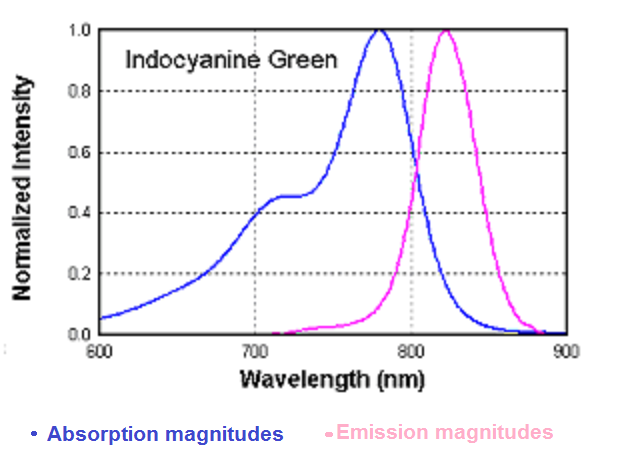 Indocyanine Green
Normalized Intensity
1.0
0.8
0.6
0.4
0.2
0.0
600 700 800 900
Wavelength (nm)
• Absorption magnitudes
-Emission magnitudes